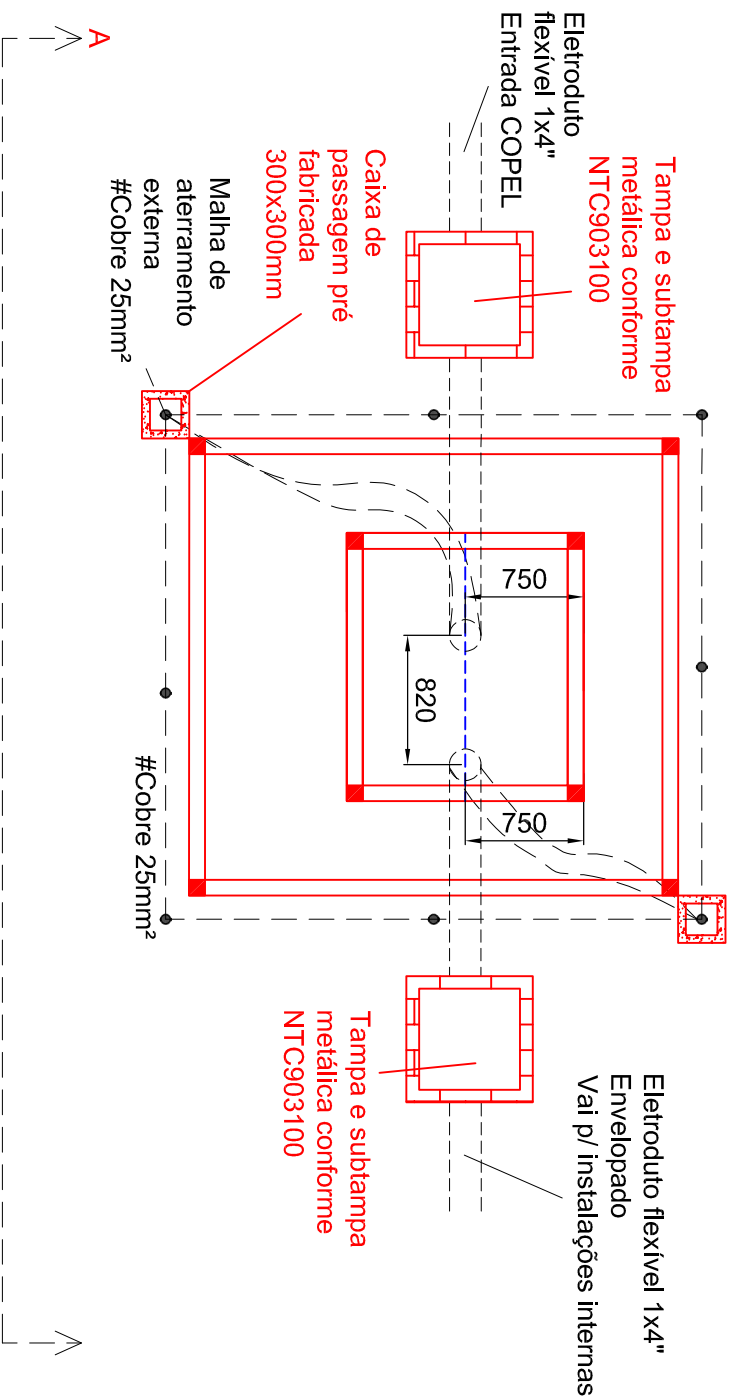 Eletroduto
flexível 1x4"
Entrada COPEL
Tampa e subtampa
metálica conforme
NTC903100
Eletroduto flexível 1x4"
Envelopado
Vai p/ instalações internas
Caixa de
passagem pré
fabricada
300x300mm
Malha de
aterramento
externa
#Cobre 25mm²
750
820
750
#Cobre 25mm²
Tampa e subtampa
metálica conforme
NTC903100
A